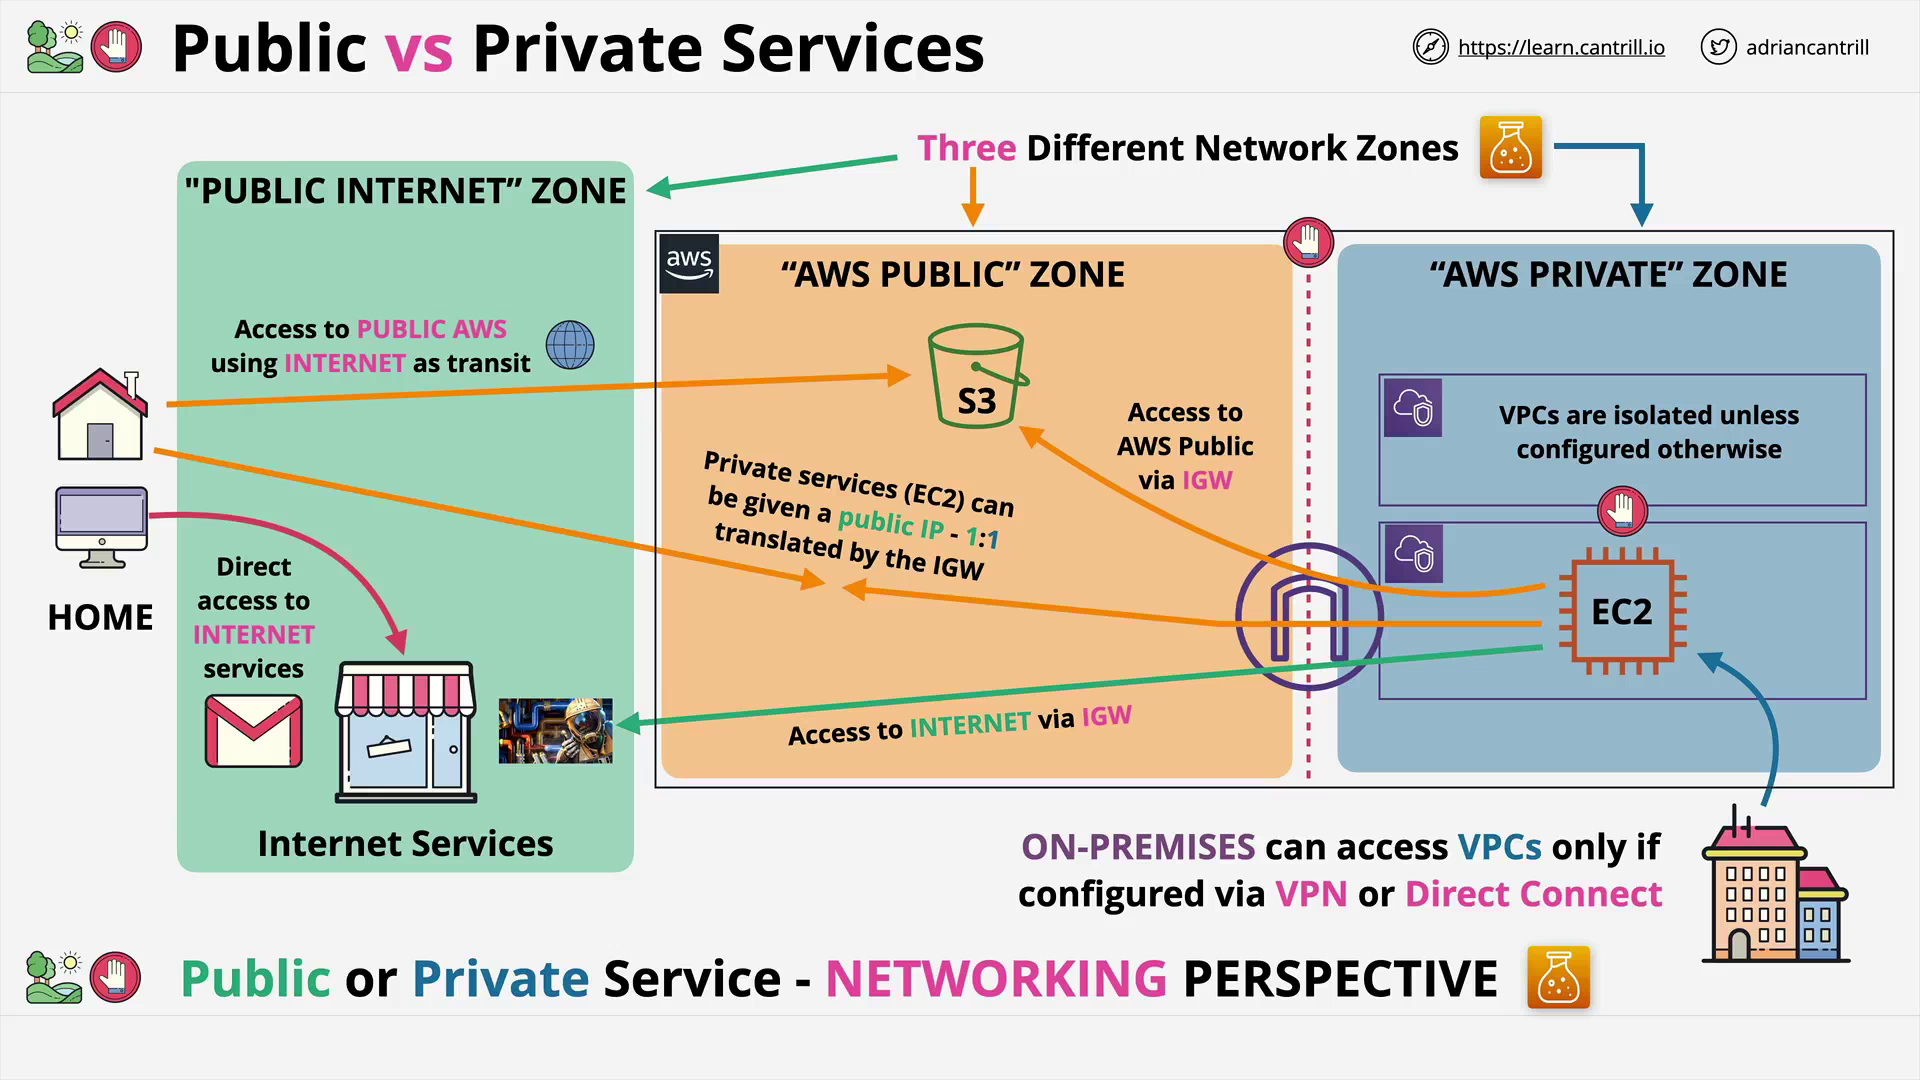 Public vs Private Services
https://learn.cantrill.io
adriancantrill
Three Different Network Zones
"PUBLIC INTERNET” ZONE
aws
“AWS PUBLIC” ZONE
“AWS PRIVATE” ZONE
Access to PUBLIC AWS
using INTERNET as transit
S3
Access to
AWS Public
via IGW
VPCs are isolated unless
configured otherwise
Private services (EC2) can
be given a public IP - 1:1
translated by the IGW
HOME
Direct
access to
INTERNET
services
EC2
Access to INTERNET via IGW
Internet Services
ON-PREMISES can access VPCs only if
configured via VPN or Direct Connect
Public or Private Service - NETWORKING PERSPECTIVE